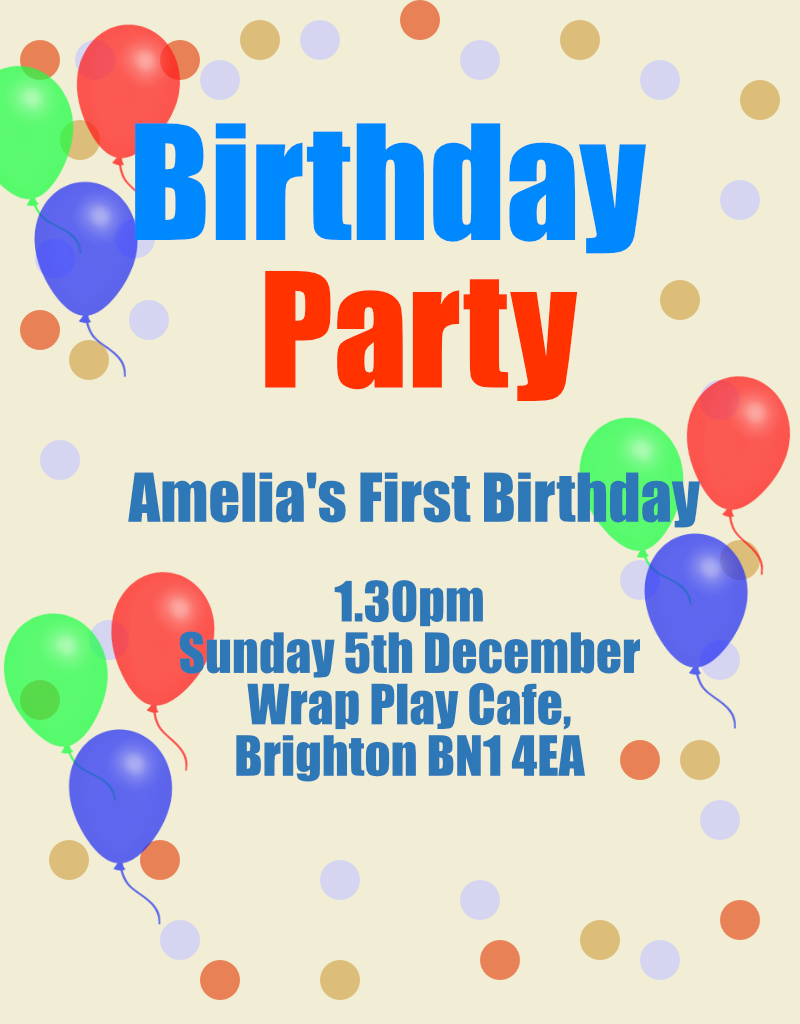 Birthday
Party
Amelia's First Birthday
1.30pm
Sunday 5th December
Wrap Play Cafe,
Brighton BN1 4EA